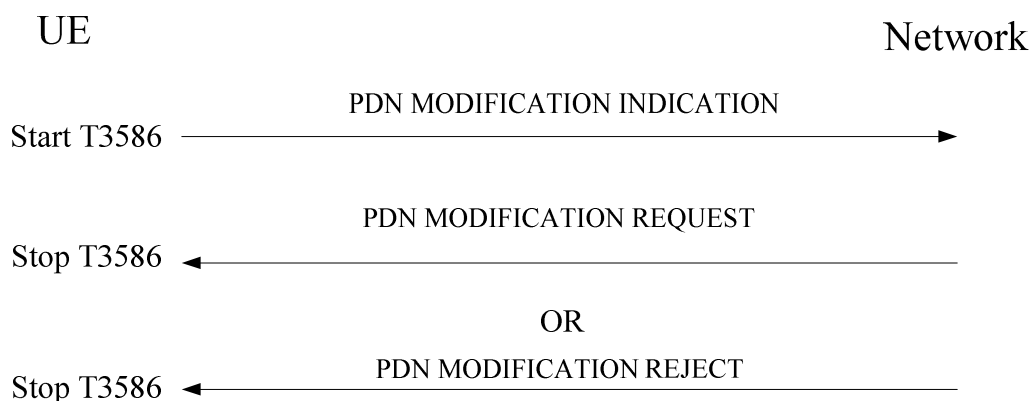 UE
Network
PDN MODIFICATION INDICATION
Start T3586
PDN MODIFICATION REQUEST
Stop T3586
OR
PDN MODIFICATION REJECT
Stop T3586